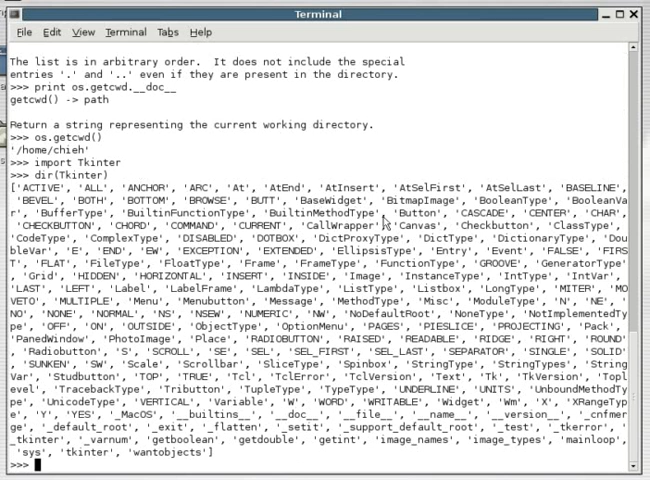 Terminal
File Edit View Terminal Tabs Help
The list is in arbitrary order.  It does not include the special
entries '.' and '..' even if they are present in the directory.
>>> print os.getcwd.__doc__
getcwd() -> path
Return a string representing the current working directory.
>>> os.getcwd()
'/home/chieh'
>>> import Tkinter
>>> dir(Tkinter)
['ACTIVE', 'ALL', 'ANCHOR', 'ARC', 'At', 'AtEnd', 'AtInsert', 'AtSelFirst', 'AtSelLast', 'BASELINE',
'BEVEL', 'BOTH', 'BOTTOM', 'BROWSE', 'BUTT', 'BaseWidget', 'BitmapImage', 'BooleanType', 'BooleanVa
r', 'BufferType', 'BuiltinFunctionType', 'BuiltinMethodType', 'Button', 'CASCADE', 'CENTER', 'CHAR',
'CHECKBUTTON', 'CHORD', 'COMMAND', 'CURRENT', 'CallWrapper', 'Canvas', 'Checkbutton', 'ClassType',
'CodeType', 'ComplexType', 'DISABLED', 'DOTBOX', 'DictProxyType', 'DictType', 'DictionaryType', 'Dou
bleVar', 'E', 'END', 'EW', 'EXCEPTION', 'EXTENDED', 'EllipsisType', 'Entry', 'Event', 'FALSE', 'FIRS
T', 'FLAT', 'FileType', 'FloatType', 'Frame', 'FrameType', 'FunctionType', 'GROOVE', 'GeneratorType'
, 'Grid', 'HIDDEN', 'HORIZONTAL', 'INSERT', 'INSIDE', 'Image', 'InstanceType', 'IntType', 'IntVar',
'LAST', 'LEFT', 'Label', 'LabelFrame', 'LambdaType', 'ListType', 'Listbox', 'LongType', 'MITER', 'MO
VETO', 'MULTIPLE', 'Menu', 'Menubutton', 'Message', 'MethodType', 'Misc', 'ModuleType', 'N', 'NE', '
NO', 'NONE', 'NORMAL', 'NS', 'NSEW', 'NUMERIC', 'NW', 'NoDefaultRoot', 'NoneType', 'NotImplementedTy
pe', 'OFF', 'ON', 'OUTSIDE', 'ObjectType', 'OptionMenu', 'PAGES', 'PIESLICE', 'PROJECTING', 'Pack',
'PanedWindow', 'PhotoImage', 'Place', 'RADIOBUTTON', 'RAISED', 'READABLE', 'RIDGE', 'RIGHT', 'ROUND'
, 'Radiobutton', 'S', 'SCROLL', 'SE', 'SEL', 'SEL_FIRST', 'SEL_LAST', 'SEPARATOR', 'SINGLE', 'SOLID'
, 'SUNKEN', 'SW', 'Scale', 'Scrollbar', 'SliceType', 'Spinbox', 'StringType', 'StringTypes', 'String
Var', 'Studbutton', 'TOP', 'TRUE', 'Tcl', 'TclError', 'TclVersion', 'Text', 'Tk', 'TkVersion', 'Topl
evel', 'TracebackType', 'Tributton', 'TupleType', 'TypeType', 'UNDERLINE', 'UNITS', 'UnboundMethodTy
pe', 'UnicodeType', 'VERTICAL', 'Variable', 'W', 'WORD', 'WRITABLE', 'Widget', 'Wm', 'X', 'XRangeTyp
e', 'Y', 'YES', '_MacOS', '__builtins__', '__doc__', '__file__', '__name__', '__version__', '_cnfmer
ge', '_default_root', '_exit', '_flatten', '_setit', '_support_default_root', '_test', '_tkerror', '
_tkinter', '_varnum', 'getboolean', 'getdouble', 'getint', 'image_names', 'image_types', 'mainloop',
'sys', 'tkinter', 'wantobjects']
>>>